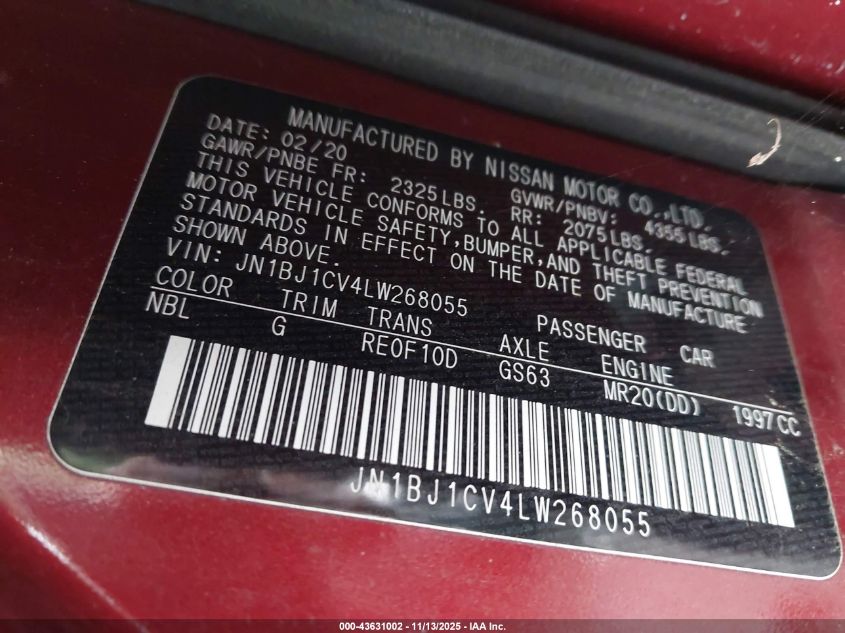 MANUFACTURED BY NISSAN MOTOR CO.,LTD.
DATE: 02/20 GVWR/PNBV: 4355LBS.
GAWR/PNBE FR: 2325LBS. RR: 2075LBS.
THIS VEHICLE CONFORMS TO ALL APPLICABLE FEDERAL
MOTOR VEHICLE SAFETY,BUMPER,AND THEFT PREVENTION
STANDARDS IN EFFECT ON THE DATE OF MANUFACTURE
SHOWN ABOVE.
VIN: JN1BJ1CV4LW268055 PASSENGER CAR
COLOR TRIM TRANS AXLE ENGINE
NBL G RE0F10D GS63 MR20(DD) 1997CC
JN1BJ1CV4LW268055
000-43631002 - 11/13/2025 - IAA Inc.